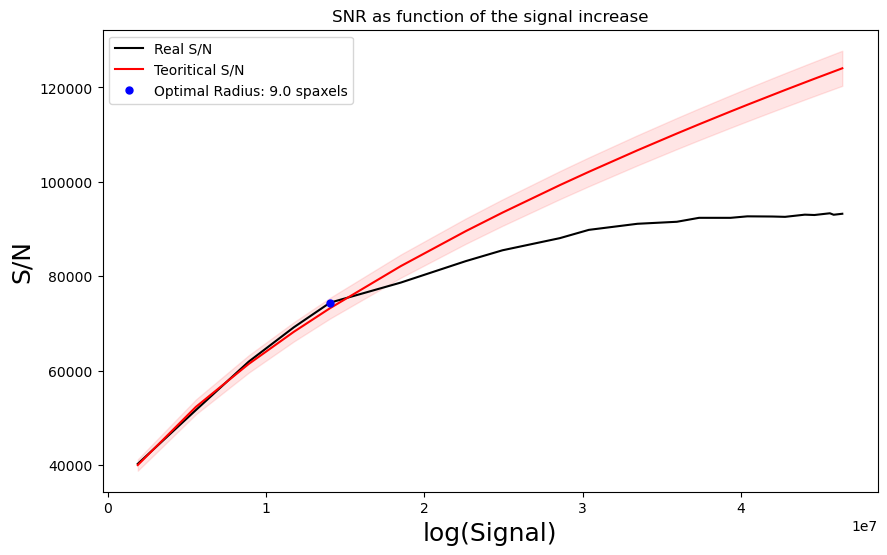 SNR as function of the signal increase
Real S/N
Teoritical S/N
Optimal Radius: 9.0 spaxels
S/N
120000
100000
80000
60000
40000
0 1 2 3 4
1e7
log(Signal)